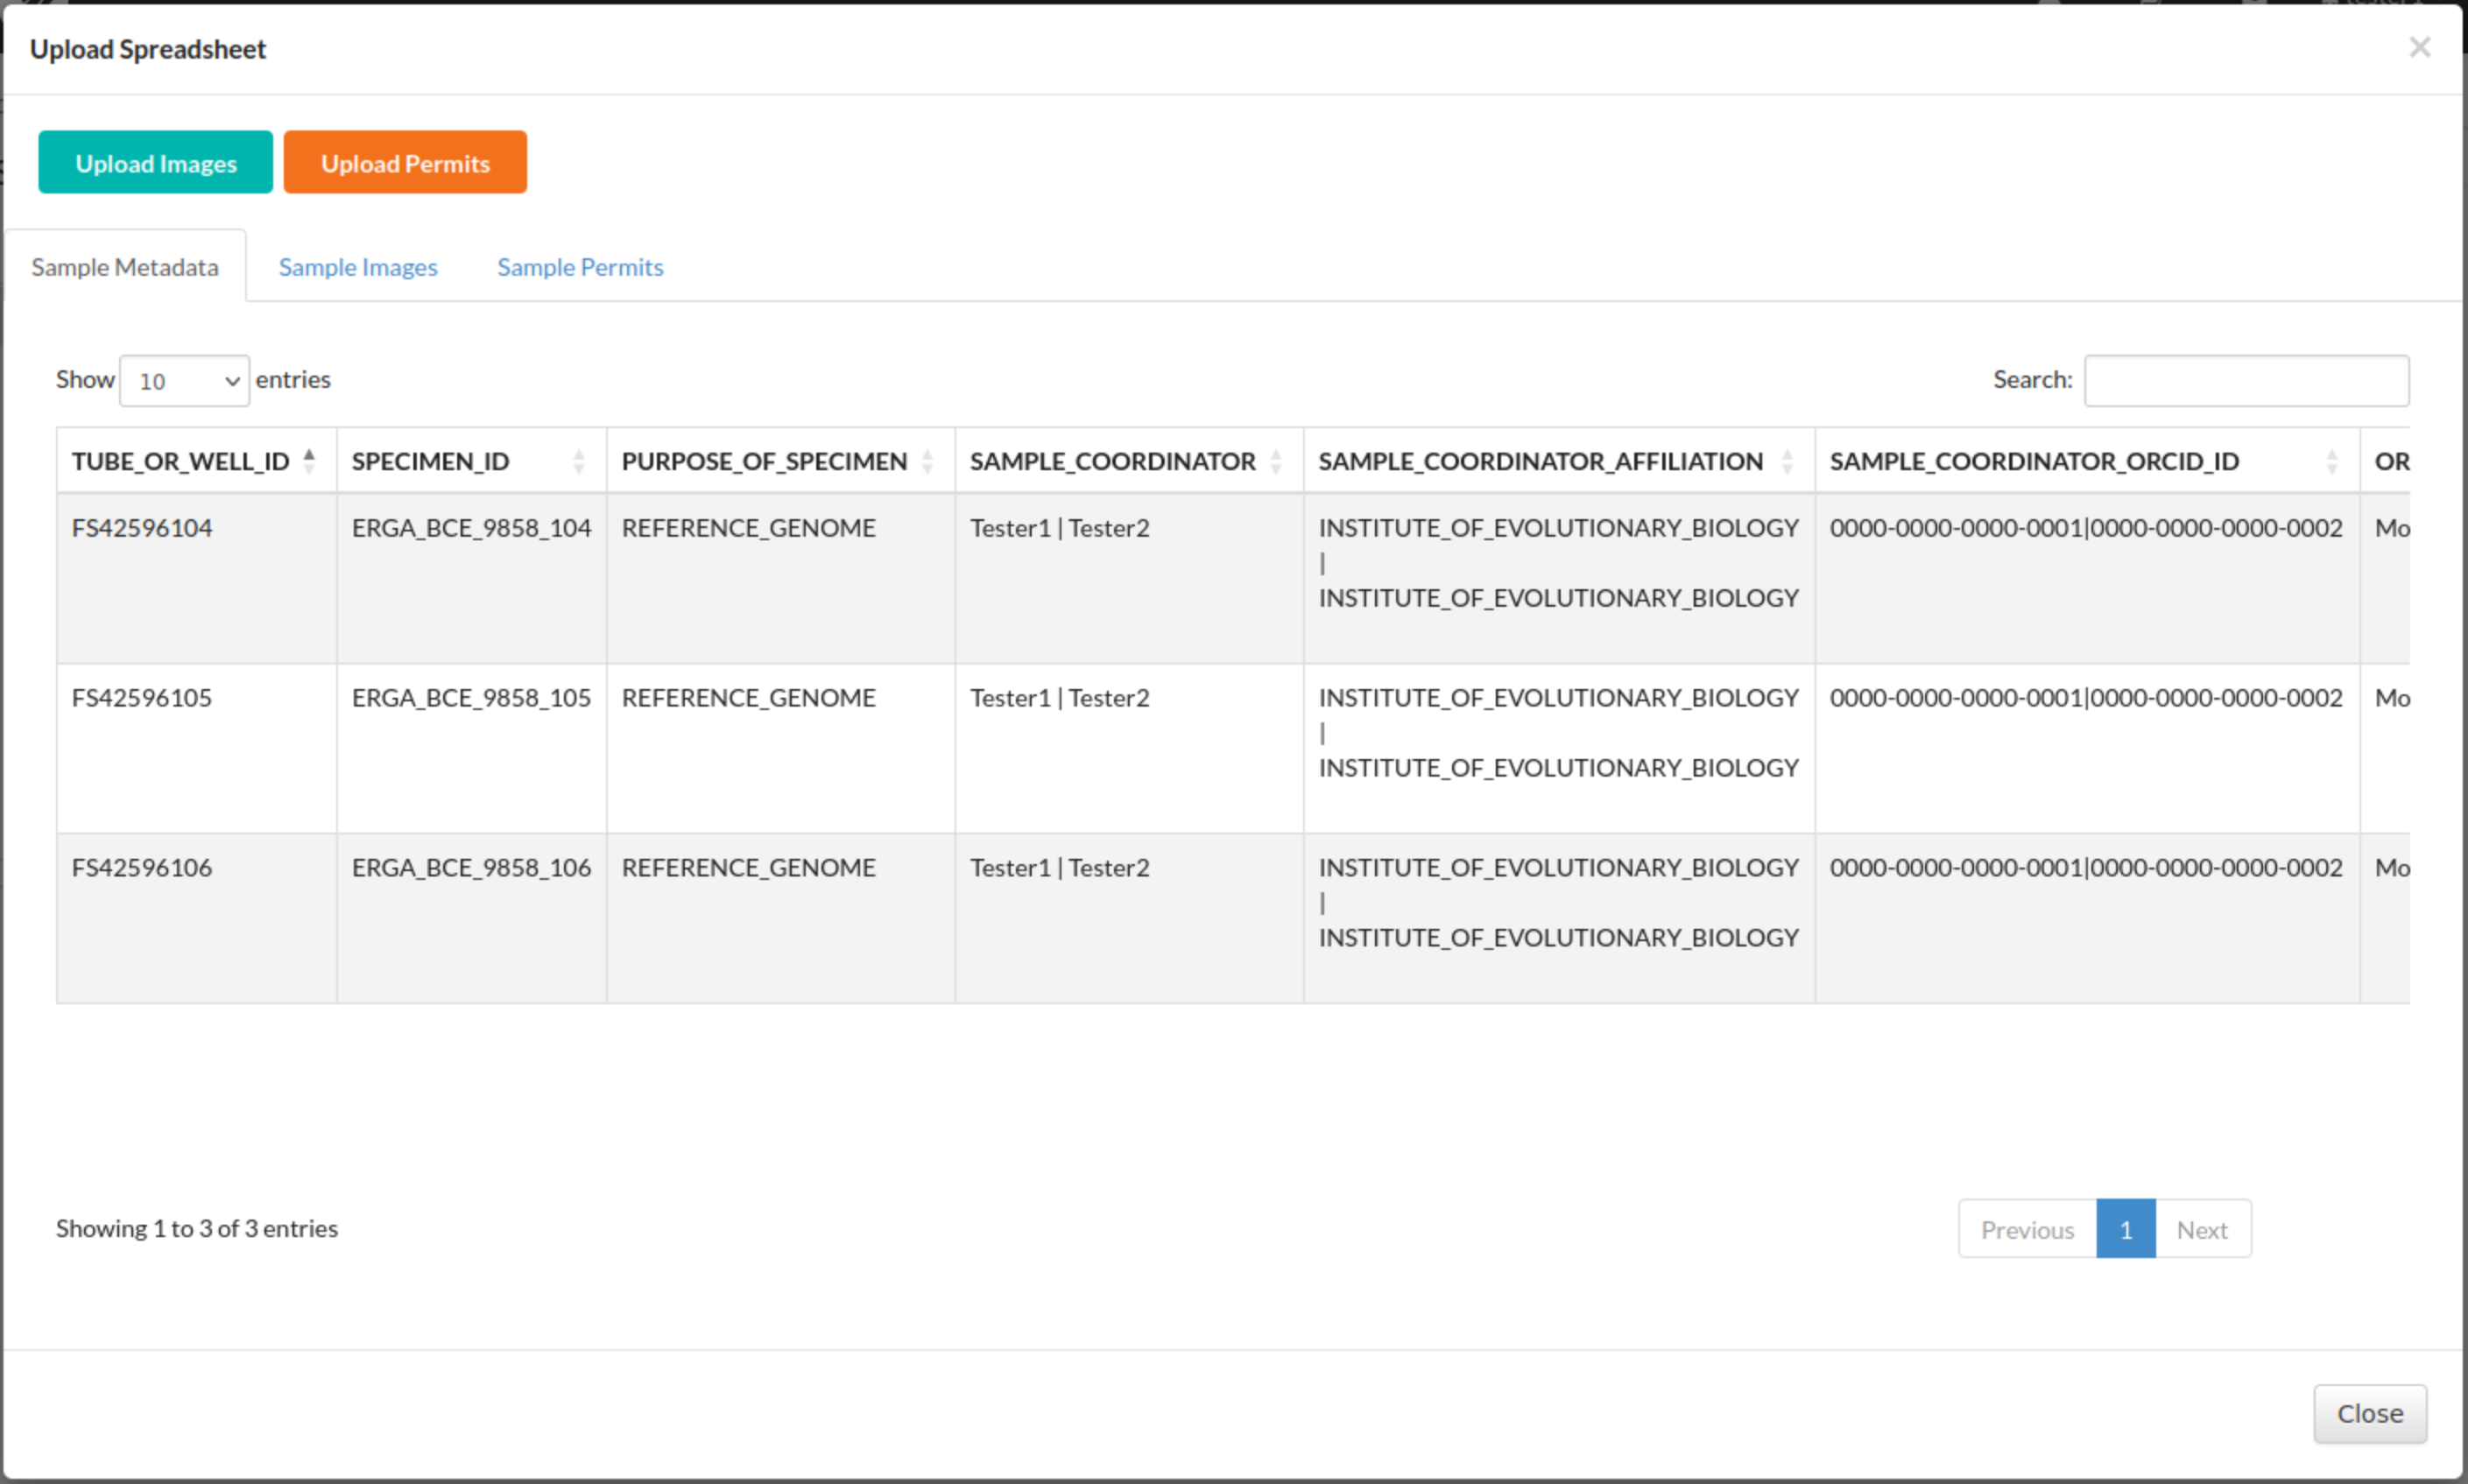 Upload Spreadsheet ×
Upload Images Upload Permits
Sample Metadata Sample Images Sample Permits
Show 10 entries Search:
TUBE_OR_WELL_ID SPECIMEN_ID PURPOSE_OF_SPECIMEN SAMPLE_COORDINATOR SAMPLE_COORDINATOR_AFFILIATION SAMPLE_COORDINATOR_ORCID_ID OR
FS42596104 ERGA_BCE_9858_104 REFERENCE_GENOME Tester1 | Tester2 INSTITUTE_OF_EVOLUTIONARY_BIOLOGY 0000-0000-0000-0001|0000-0000-0000-0002 Mo
|
INSTITUTE_OF_EVOLUTIONARY_BIOLOGY
FS42596105 ERGA_BCE_9858_105 REFERENCE_GENOME Tester1 | Tester2 INSTITUTE_OF_EVOLUTIONARY_BIOLOGY 0000-0000-0000-0001|0000-0000-0000-0002 Mo
|
INSTITUTE_OF_EVOLUTIONARY_BIOLOGY
FS42596106 ERGA_BCE_9858_106 REFERENCE_GENOME Tester1 | Tester2 INSTITUTE_OF_EVOLUTIONARY_BIOLOGY 0000-0000-0000-0001|0000-0000-0000-0002 Mo
|
INSTITUTE_OF_EVOLUTIONARY_BIOLOGY
Showing 1 to 3 of 3 entries Previous 1 Next
Close